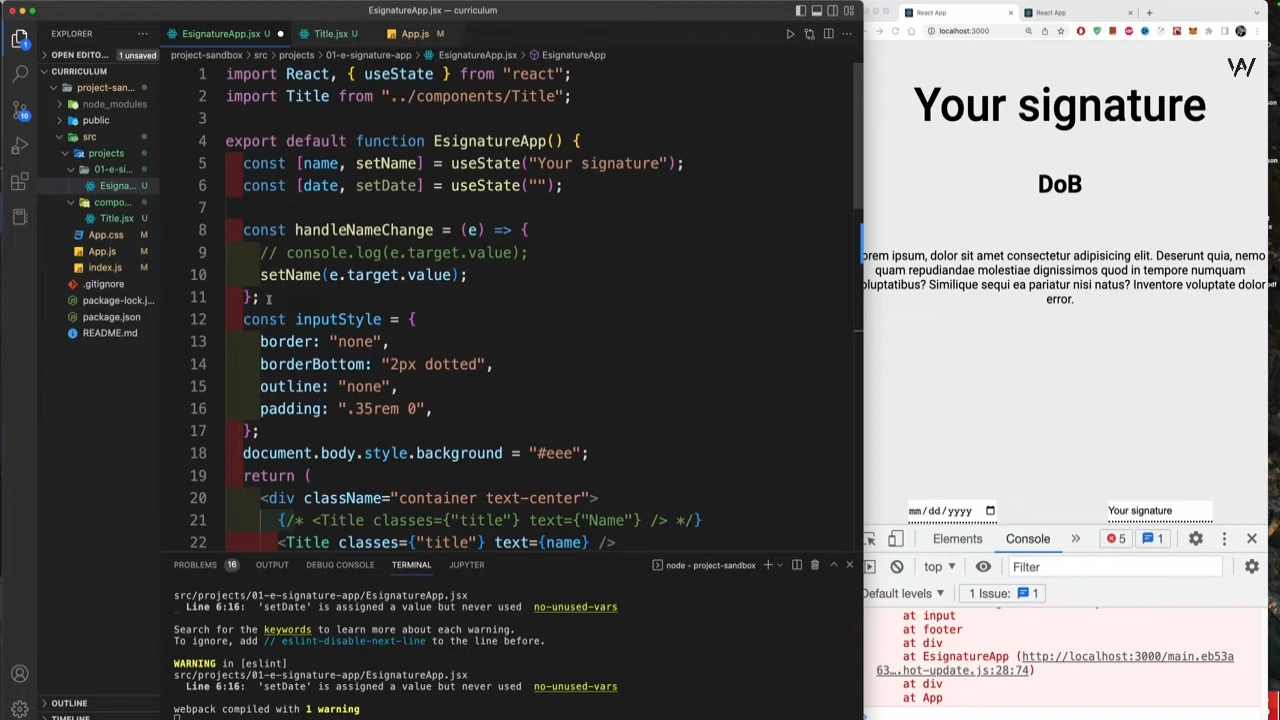 EsignatureApp.jsx — curriculum
EXPLORER
OPEN EDITO... 1 unsaved
CURRICULUM
project-san...
node_modules
public
src
projects
01-e-si...
Esigna... U
compo...
Title.jsx U
App.css M
App.js M
index.js M
.gitignore
package-lock.j...
package.json
README.md
OUTLINE
TIMELINE
EsignatureApp.jsx U
Title.jsx U
App.js M
project-sandbox > src > projects > 01-e-signature-app > EsignatureApp.jsx > EsignatureApp
1 import React, { useState } from "react";
2 import Title from "../components/Title";
3
4 export default function EsignatureApp() {
5 const [name, setName] = useState("Your signature");
6 const [date, setDate] = useState("");
7
8 const handleNameChange = (e) => {
9 // console.log(e.target.value);
10 setName(e.target.value);
11 };
12 const inputStyle = {
13 border: "none",
14 borderBottom: "2px dotted",
15 outline: "none",
16 padding: ".35rem 0",
17 };
18 document.body.style.background = "#eee";
19 return (
20 <div className="container text-center">
21 {/* <Title classes={"title"} text={"Name"} /> */}
22 <Title classes={"title"} text={name} />
PROBLEMS 16 OUTPUT DEBUG CONSOLE TERMINAL JUPYTER
node - project-sandbox
src/projects/01-e-signature-app/EsignatureApp.jsx
Line 6:16: 'setDate' is assigned a value but never used no-unused-vars
Search for the keywords to learn more about each warning.
To ignore, add // eslint-disable-next-line to the line before.
WARNING in [eslint]
src/projects/01-e-signature-app/EsignatureApp.jsx
Line 6:16: 'setDate' is assigned a value but never used no-unused-vars
webpack compiled with 1 warning
React App
React App
localhost:3000
Your signature
DoB
orem ipsum, dolor sit amet consectetur adipisicing elit. Deserunt quia, nemo
quam repudiandae molestiae dignissimos quod in tempore numquam
oluptatibus? Similique sequi ea pariatur nisi natus? Inventore voluptate dolor
error.
mm/dd/yyyy
Your signature
Elements Console 5 1
top Filter
Default levels 1 Issue: 1
at input
at footer
at div
at EsignatureApp (http://localhost:3000/main.eb53a
63….hot-update.js:28:74)
at div
at App